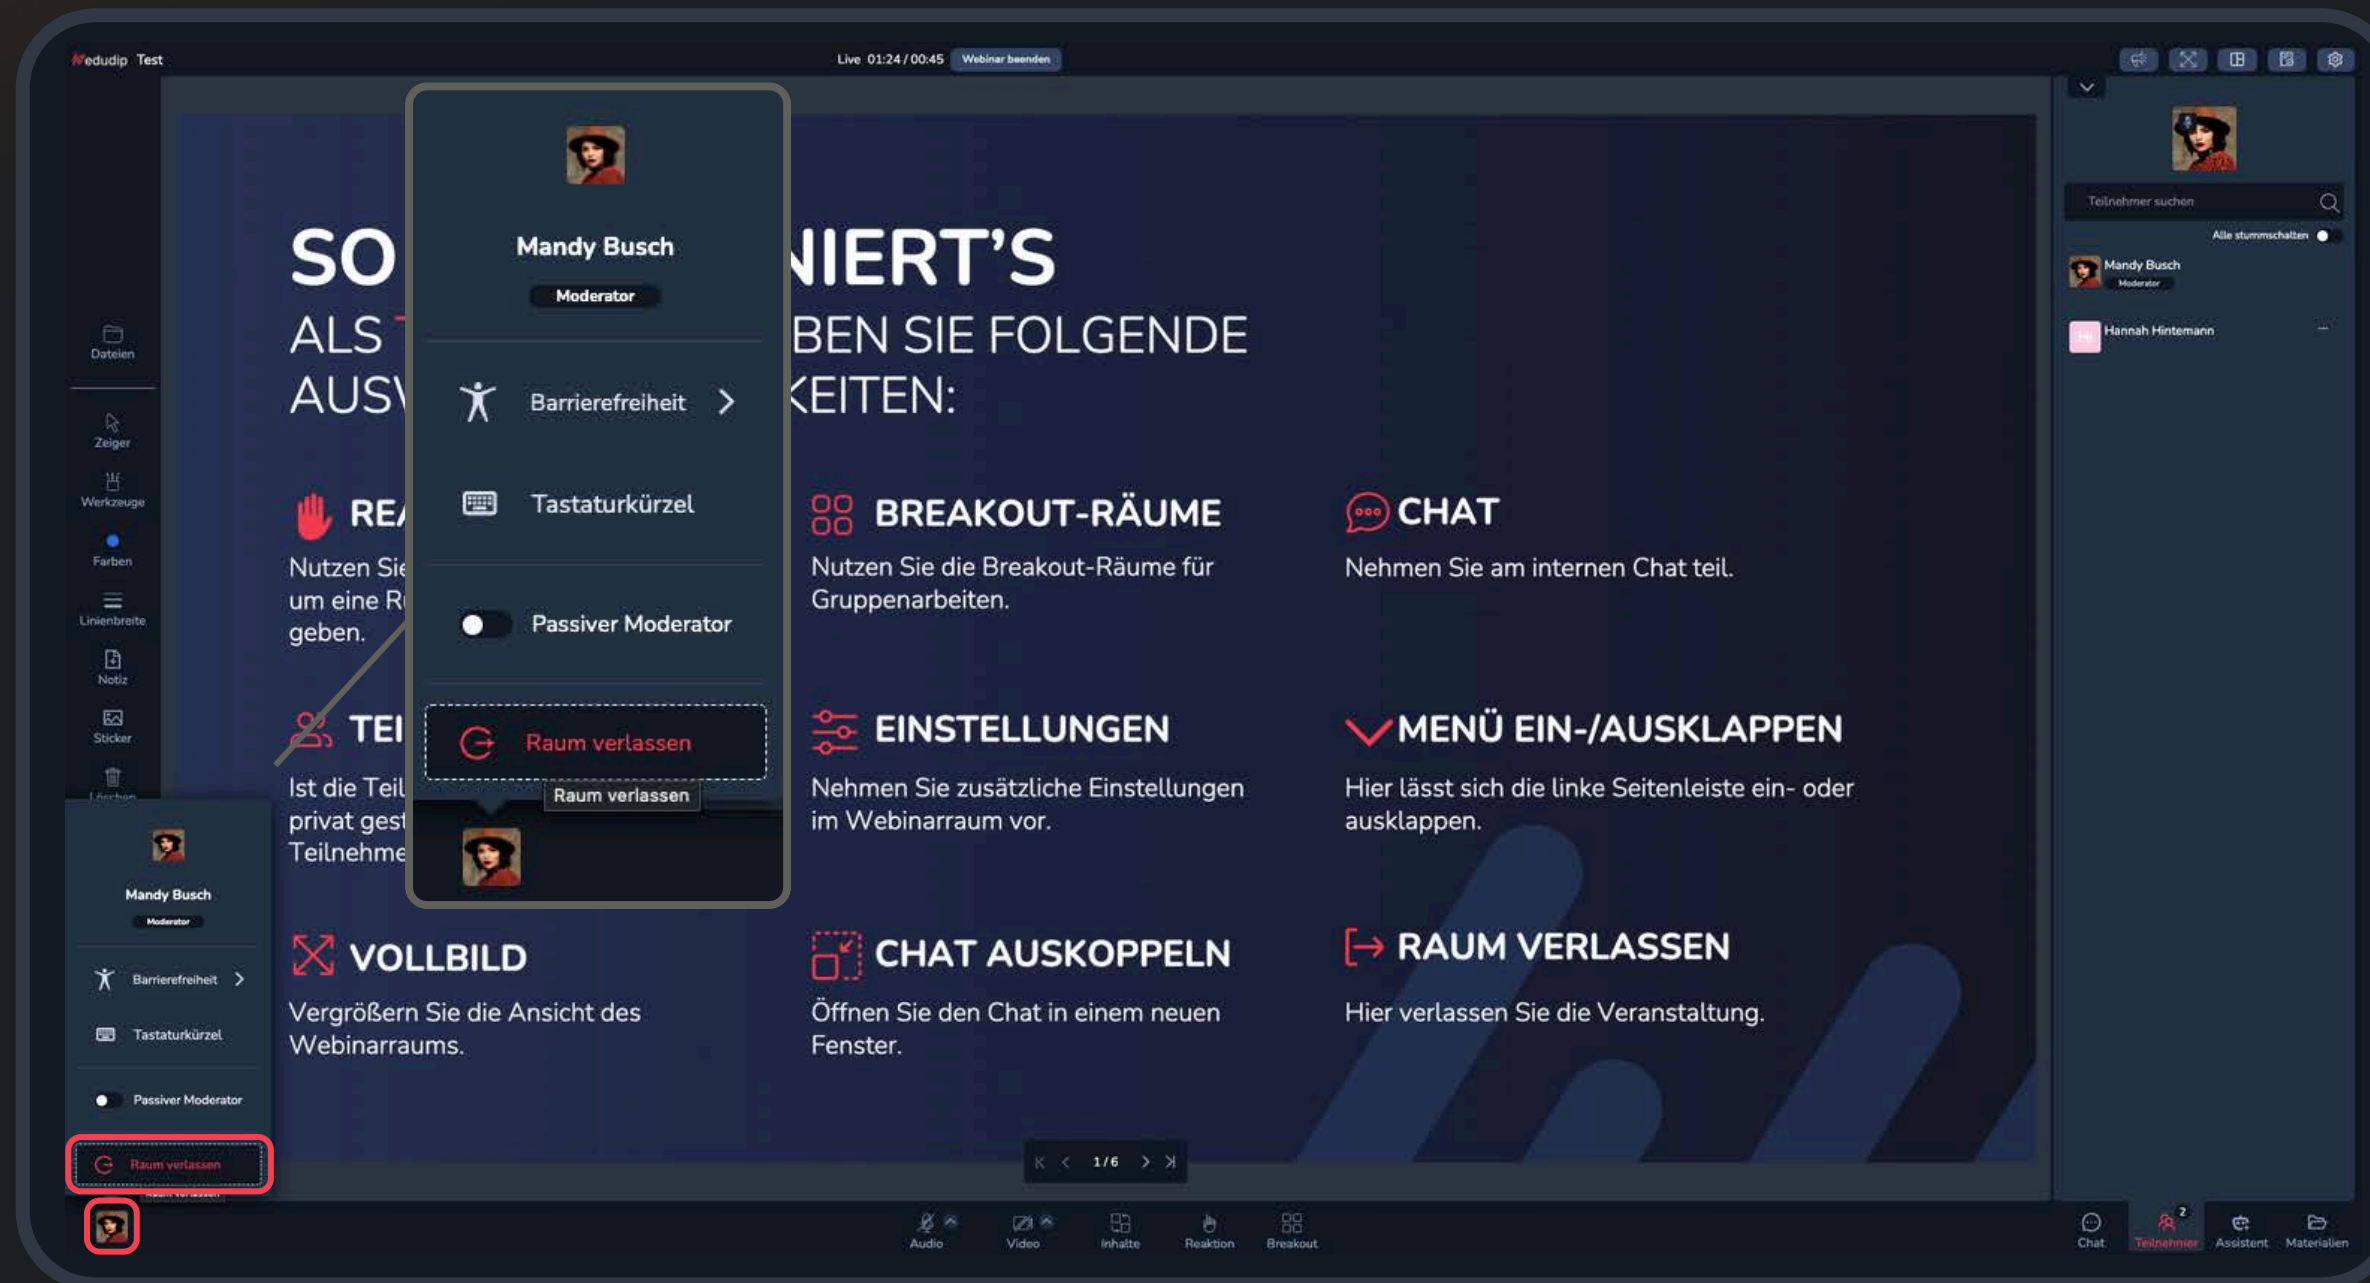 edudip Test
Live 01:24 / 00:45 Webinar beenden
Mandy Busch
Moderator
Barrierefreiheit
Tastaturkürzel
Passiver Moderator
Raum verlassen
Raum verlassen
Dateien
Zeiger
Werkzeuge
Farben
Linienbreite
Notiz
Sticker
Löschen
Mandy Busch
Moderator
Barrierefreiheit
Tastaturkürzel
Passiver Moderator
Raum verlassen
Raum verlassen
SO NIERT'S
ALS BEN SIE FOLGENDE
AUSW KEITEN:
REA
Nutzen Sie
um eine Rü
geben.
BREAKOUT-RÄUME
Nutzen Sie die Breakout-Räume für
Gruppenarbeiten.
CHAT
Nehmen Sie am internen Chat teil.
TEI
Ist die Teil
privat gest
Teilnehme
EINSTELLUNGEN
Nehmen Sie zusätzliche Einstellungen
im Webinarraum vor.
MENÜ EIN-/AUSKLAPPEN
Hier lässt sich die linke Seitenleiste ein- oder
ausklappen.
VOLLBILD
Vergrößern Sie die Ansicht des
Webinarraums.
CHAT AUSKOPPELN
Öffnen Sie den Chat in einem neuen
Fenster.
RAUM VERLASSEN
Hier verlassen Sie die Veranstaltung.
1/6
Teilnehmer suchen
Alle stummschalten
Mandy Busch
Moderator
Hannah Hintemann
Audio
Video
Inhalte
Reaktion
Breakout
Chat
Teilnehmer 2
Assistent
Materialien